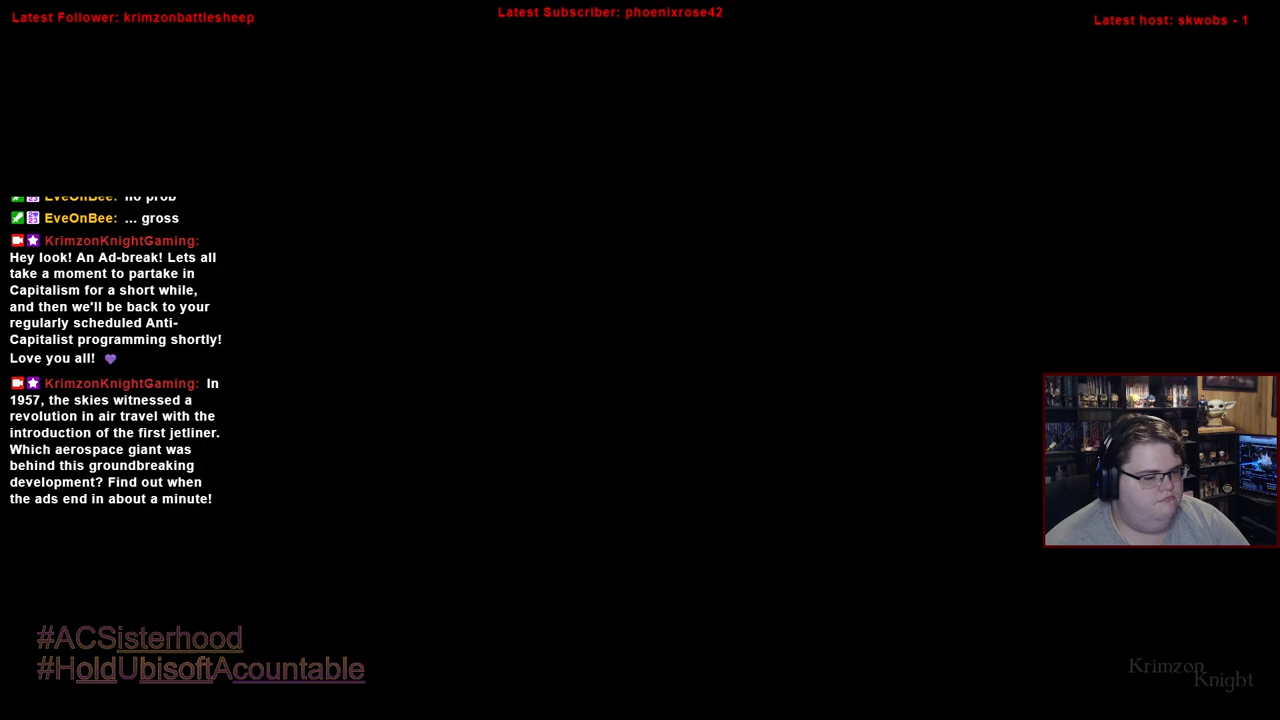 Latest Follower: krimzonbattlesheep
Latest Subscriber: phoenixrose42
Latest host: skwobs - 1
EveOnBee: no prob
EveOnBee: ... gross
KrimzonKnightGaming:
Hey look! An Ad-break! Lets all
take a moment to partake in
Capitalism for a short while,
and then we'll be back to your
regularly scheduled Anti-
Capitalist programming shortly!
Love you all!
KrimzonKnightGaming: In
1957, the skies witnessed a
revolution in air travel with the
introduction of the first jetliner.
Which aerospace giant was
behind this groundbreaking
development? Find out when
the ads end in about a minute!
#ACSisterhood
#HoldUbisoftAcountable
Krimzon
Knight